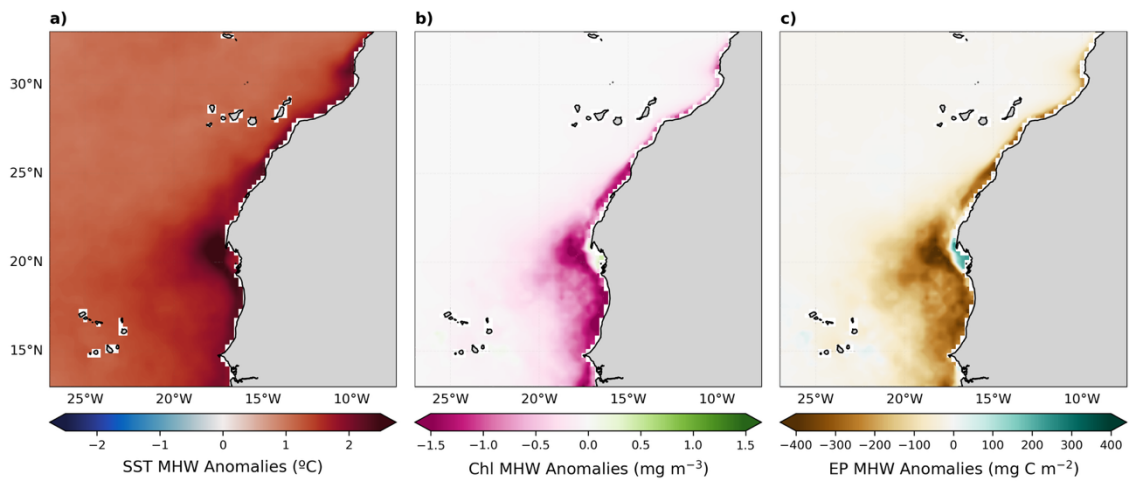 a)
b)
c)
30°N
25°N
20°N
15°N
25°W 20°W 15°W 10°W
25°W 20°W 15°W 10°W
25°W 20°W 15°W 10°W
−2 −1 0 1 2
SST MHW Anomalies (ºC)
−1.5 −1.0 −0.5 0.0 0.5 1.0 1.5
Chl MHW Anomalies (mg m⁻³)
−400 −300 −200 −100 0 100 200 300 400
EP MHW Anomalies (mg C m⁻²)